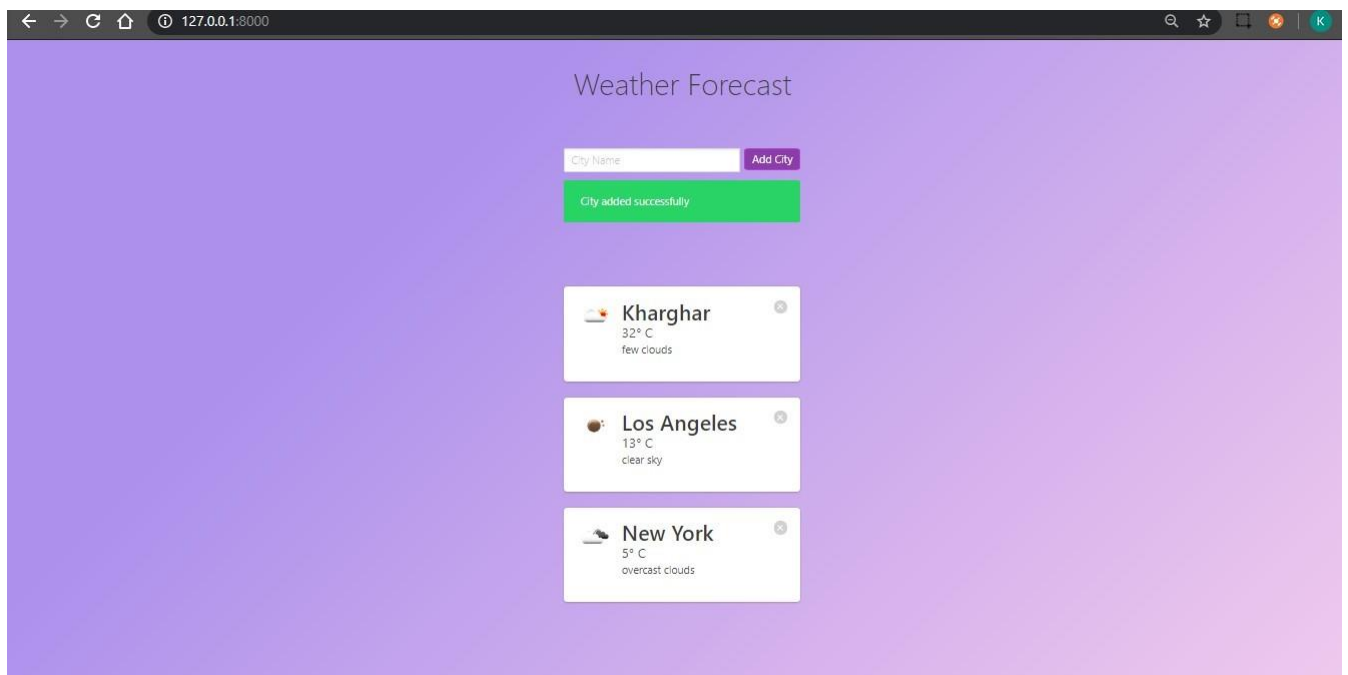 127.0.0.1:8000
K
Weather Forecast
City Name
Add City
City added successfully
Kharghar
32° C
few clouds
Los Angeles
13° C
clear sky
New York
5° C
overcast clouds